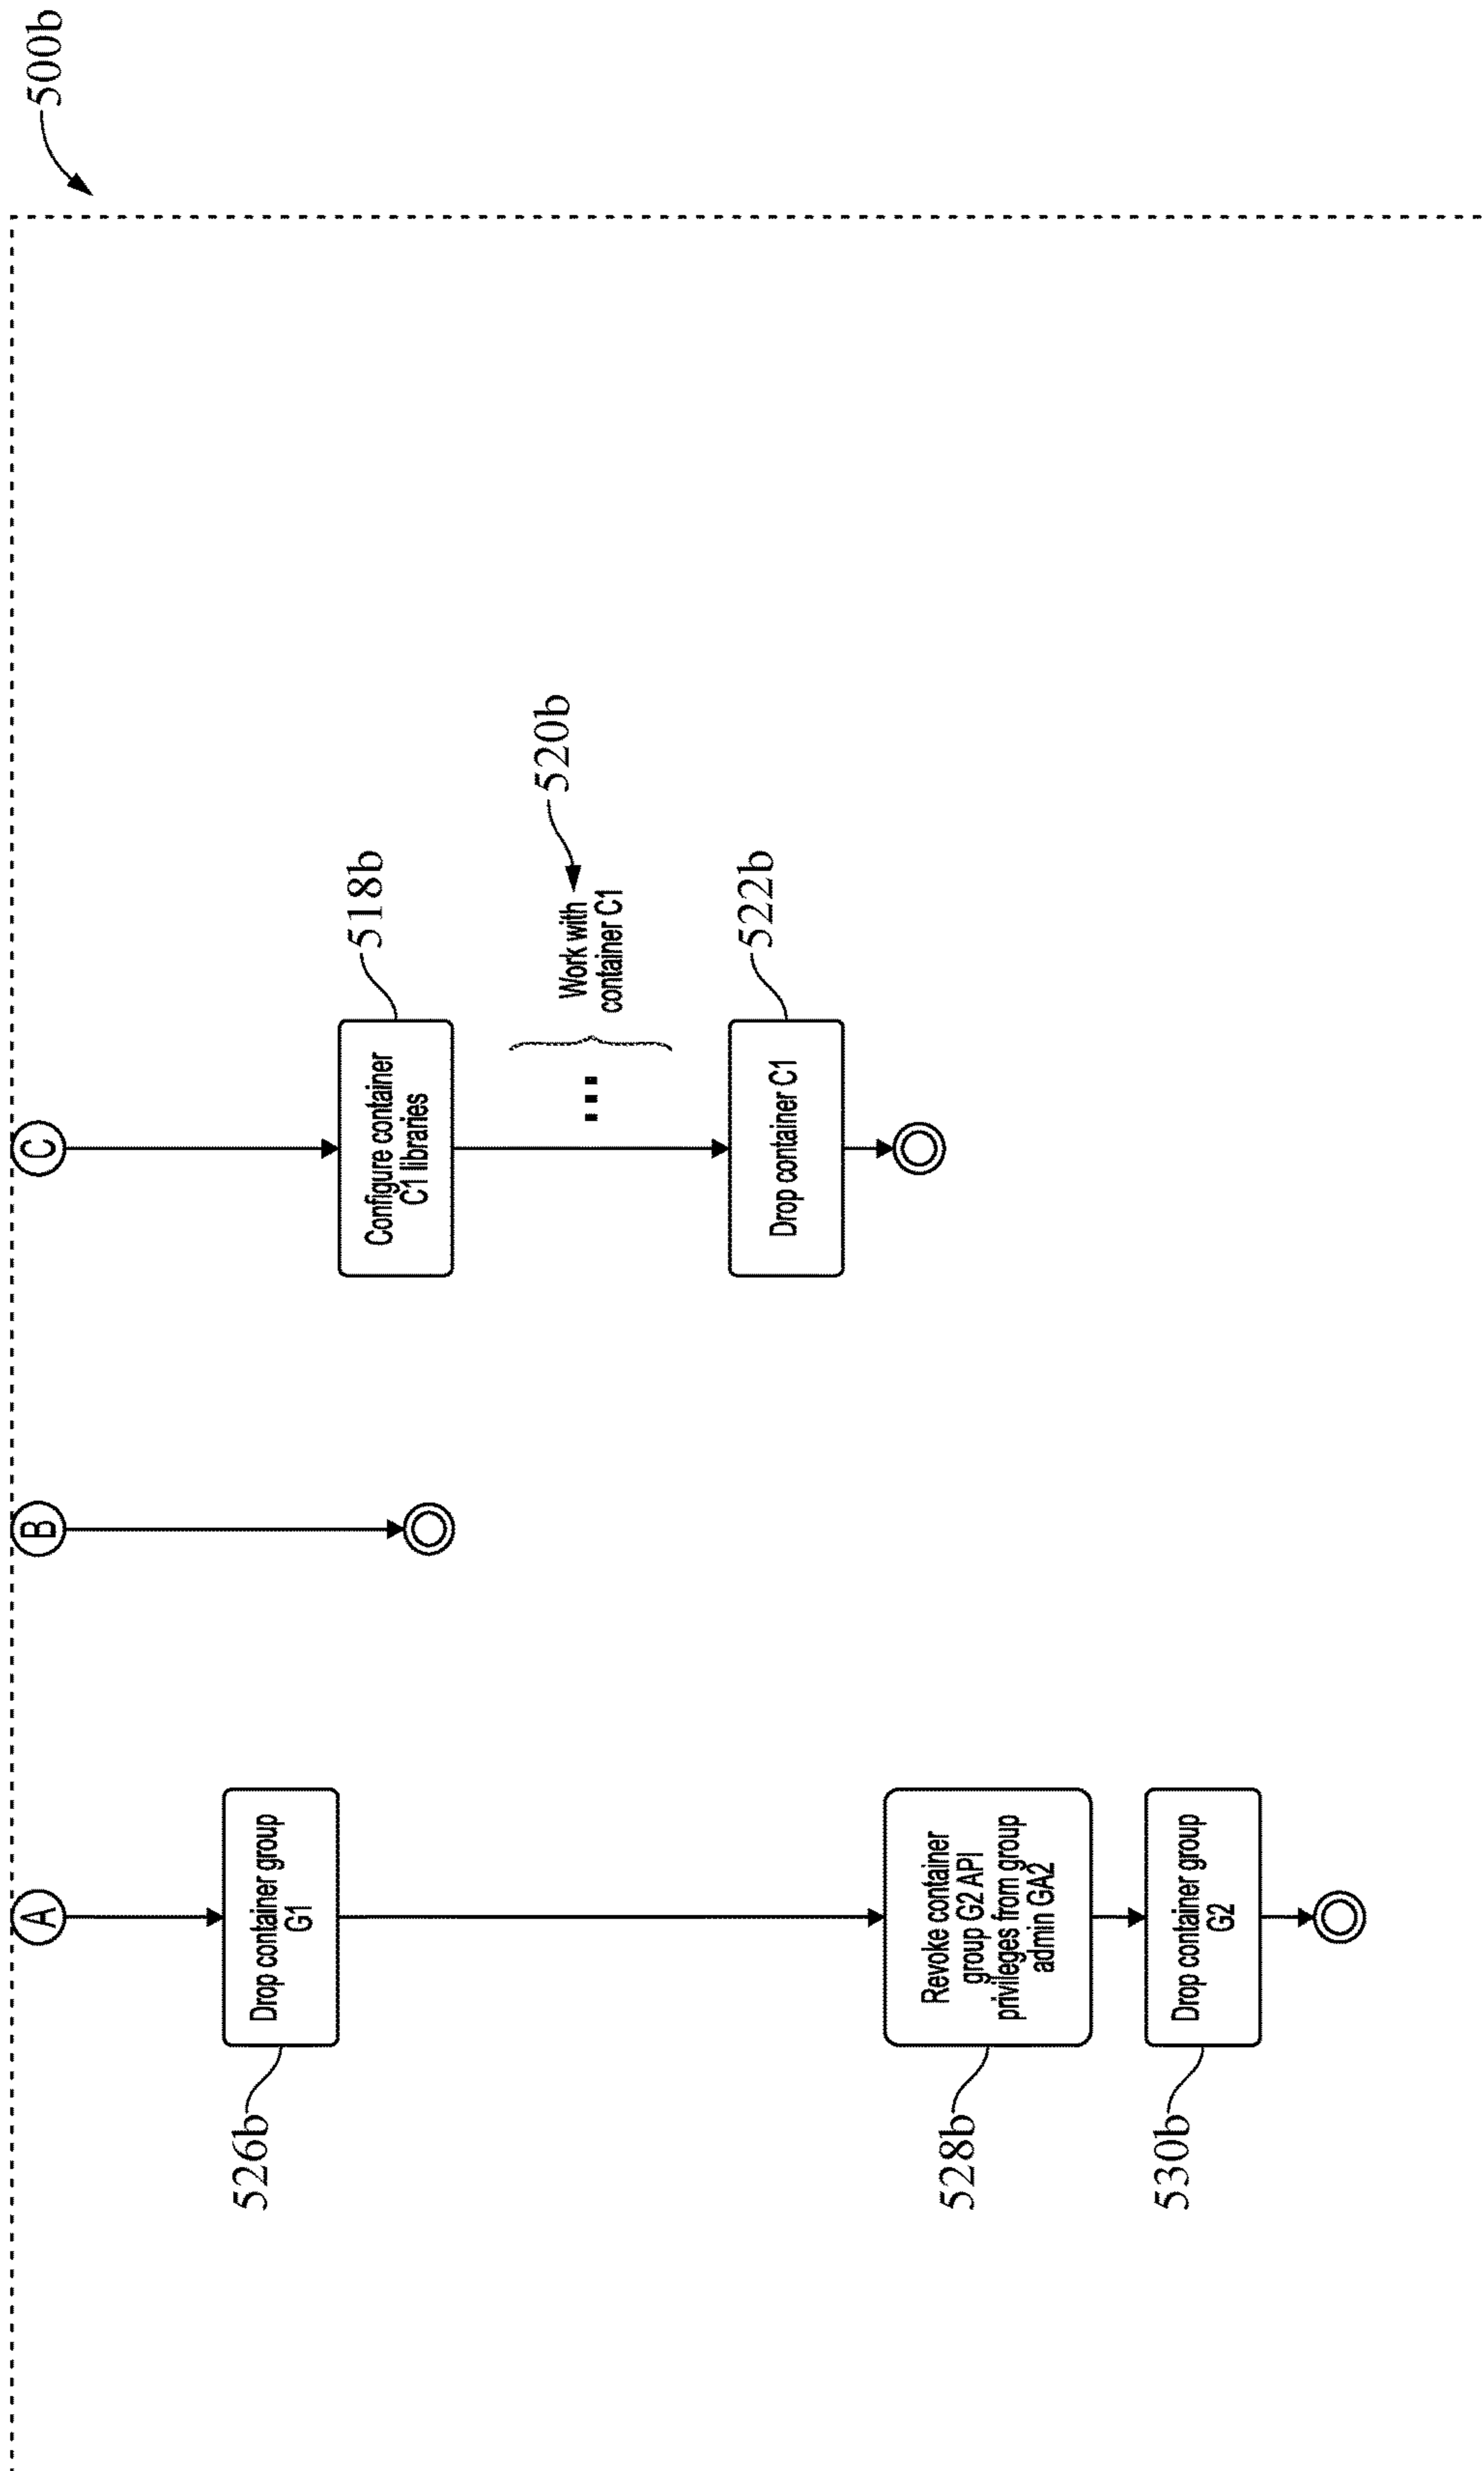 500b
A
B
C
526b
Drop container group
G1
528b
Revoke container
group G2 API
privileges from group
admin GA2
530b
Drop container group
G2
Configure container
C1 libraries
518b
Work with
container C1
520b
Drop container C1
522b